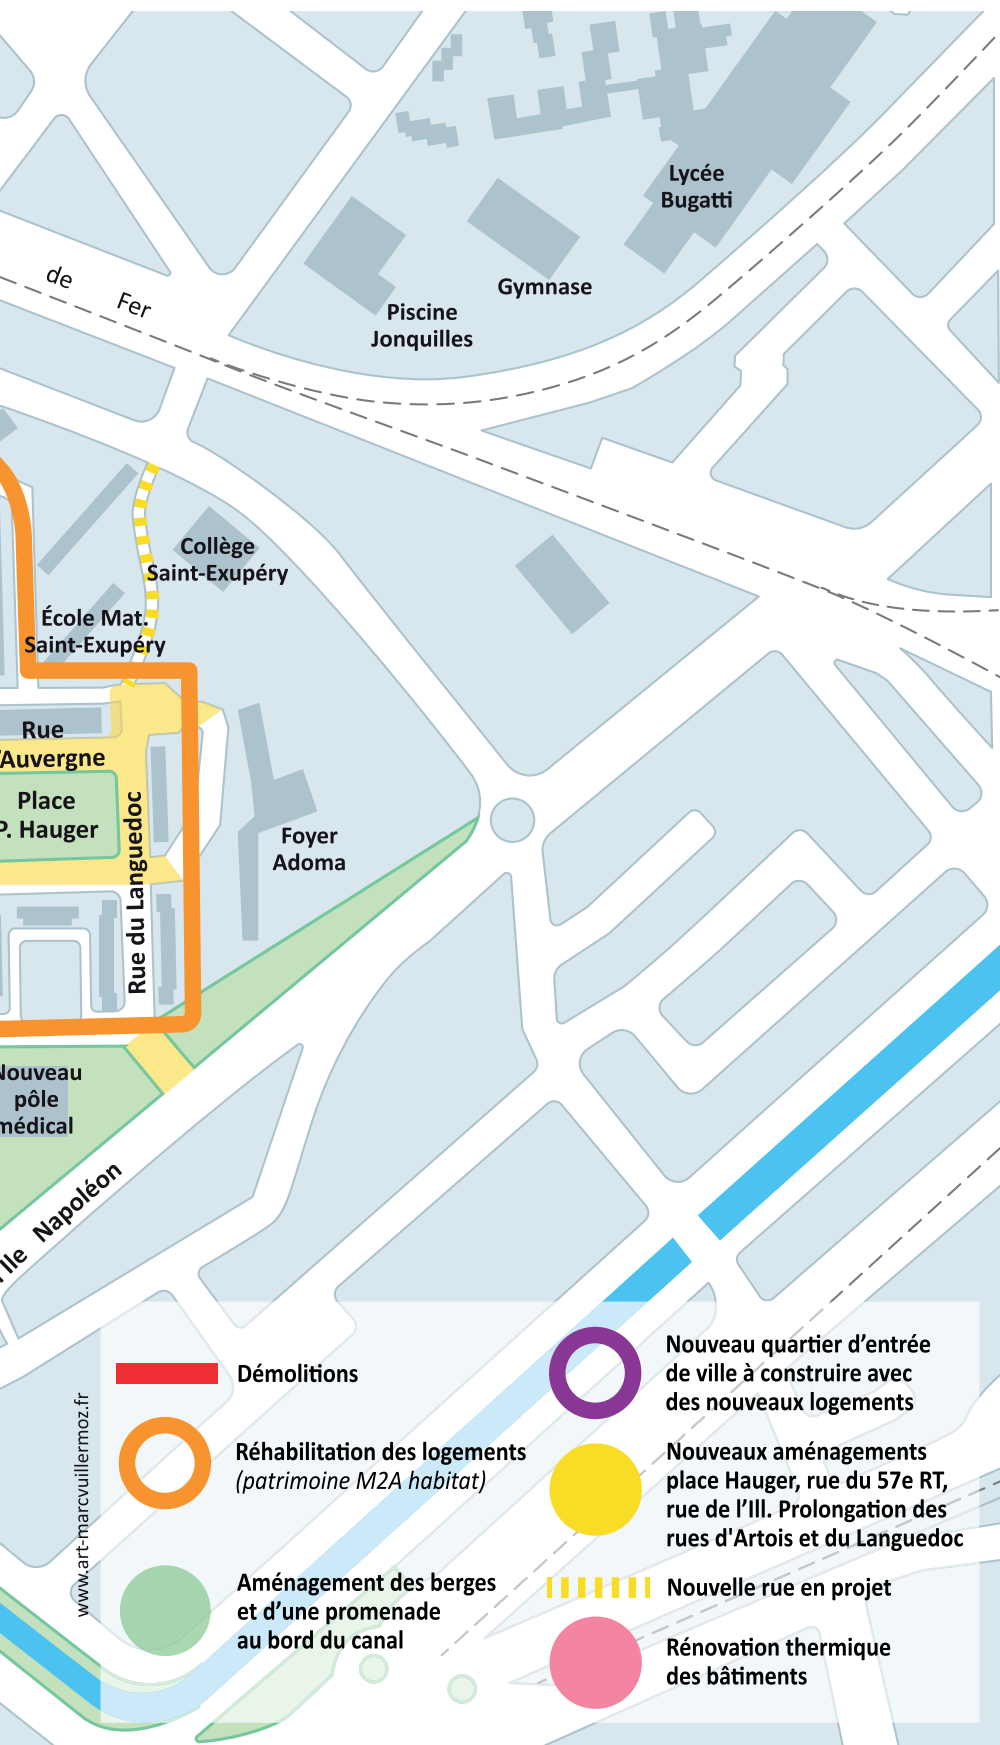 Lycée
Bugatti
de
Fer
Gymnase
Piscine
Jonquilles
Collège
Saint-Exupéry
École Mat.
Saint-Exupéry
Rue
'Auvergne
Place
P. Hauger
Rue du Languedoc
Foyer
Adoma
Nouveau
pôle
médical
l'Ile Napoléon
Démolitions
Réhabilitation des logements
(patrimoine M2A habitat)
Aménagement des berges
et d’une promenade
au bord du canal
Nouveau quartier d’entrée
de ville à construire avec
des nouveaux logements
Nouveaux aménagements
place Hauger, rue du 57e RT,
rue de l’Ill. Prolongation des
rues d'Artois et du Languedoc
Nouvelle rue en projet
Rénovation thermique
des bâtiments
www.art-marcvuillermoz.fr